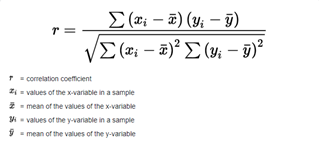 r = ∑(xᵢ − x̄)(yᵢ − ȳ) / √∑(xᵢ − x̄)² ∑(yᵢ − ȳ)²
r = correlation coefficient
xᵢ = values of the x-variable in a sample
x̄ = mean of the values of the x-variable
yᵢ = values of the y-variable in a sample
ȳ = mean of the values of the y-variable